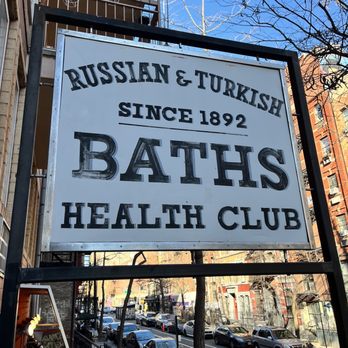 RUSSIAN & TURKISH
SINCE 1892
BATHS
HEALTH CLUB